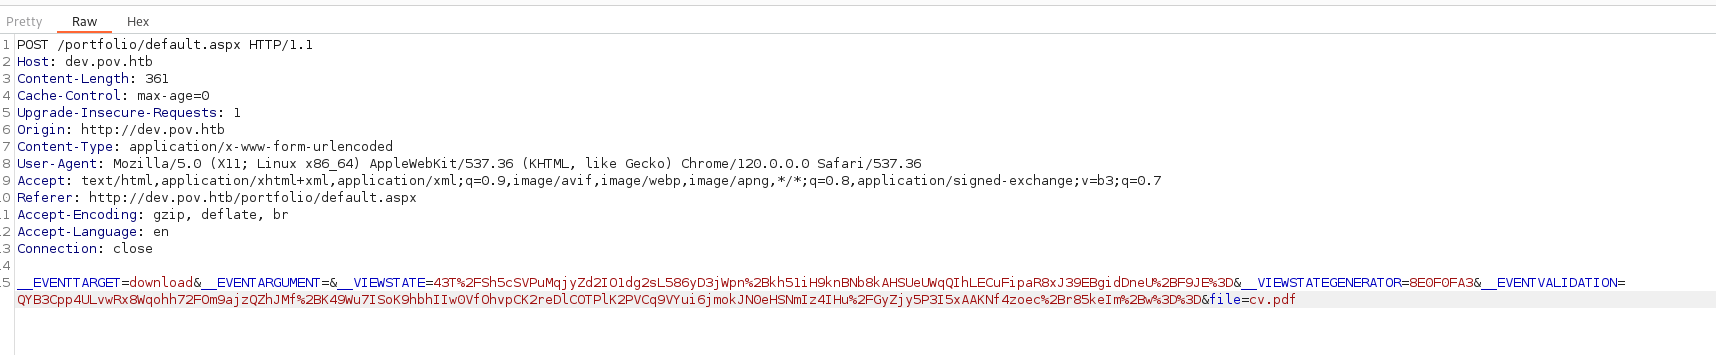 Pretty Raw Hex
1 POST /portfolio/default.aspx HTTP/1.1
2 Host: dev.pov.htb
3 Content-Length: 361
4 Cache-Control: max-age=0
5 Upgrade-Insecure-Requests: 1
6 Origin: http://dev.pov.htb
7 Content-Type: application/x-www-form-urlencoded
8 User-Agent: Mozilla/5.0 (X11; Linux x86_64) AppleWebKit/537.36 (KHTML, like Gecko) Chrome/120.0.0.0 Safari/537.36
9 Accept: text/html,application/xhtml+xml,application/xml;q=0.9,image/avif,image/webp,image/apng,*/*;q=0.8,application/signed-exchange;v=b3;q=0.7
.0 Referer: http://dev.pov.htb/portfolio/default.aspx
.1 Accept-Encoding: gzip, deflate, br
.2 Accept-Language: en
.3 Connection: close
.4
.5 __EVENTTARGET=download&__EVENTARGUMENT=&__VIEWSTATE=43T%2FSh5cSVPuMqjyZd2IO1dg2sL586yD3jWpn%2Bkh51iH9knBNb8kAHSUeUWqQIhLECuFipaR8xJ39EBgidDneU%2BF9JE%3D&__VIEWSTATEGENERATOR=8E0F0FA3&__EVENTVALIDATION=
QYB3Cpp4ULvwRx8Wqohh72FOm9ajzQZhJMf%2BK49Wu7ISoK9hbhIIwOVfOhvpCK2reDlCOTPlK2PVCq9VYui6jmokJN0eHSNmIz4IHu%2FGyZjy5P3I5xAAKNf4zoec%2Br85keIm%2Bw%3D%3D&file=cv.pdf